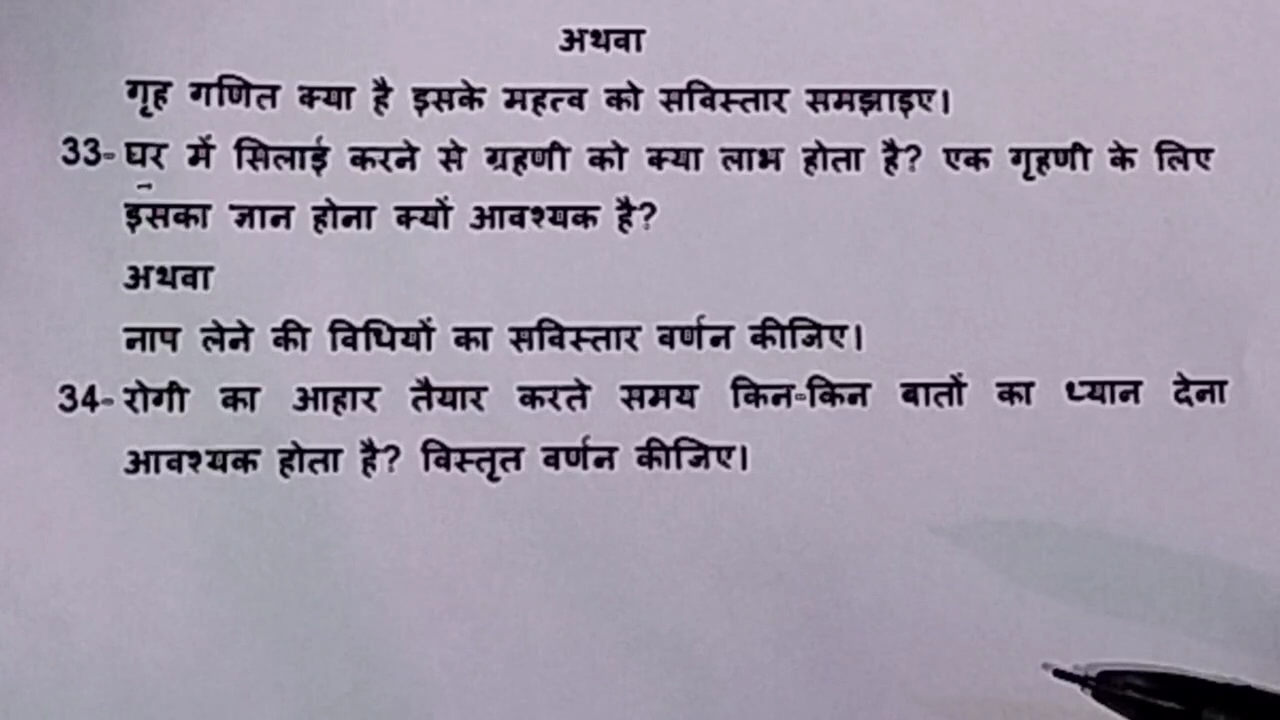 अथवा
गृह गणित क्या है इसके महत्व को सविस्तार समझाइए।
33- घर में सिलाई करने से ग्रहणी को क्या लाभ होता है? एक गृहणी के लिए
इसका ज्ञान होना क्यों आवश्यक है?
अथवा
नाप लेने की विधियों का सविस्तार वर्णन कीजिए।
34- रोगी का आहार तैयार करते समय किन-किन बातों का ध्यान देना
आवश्यक होता है? विस्तृत वर्णन कीजिए।